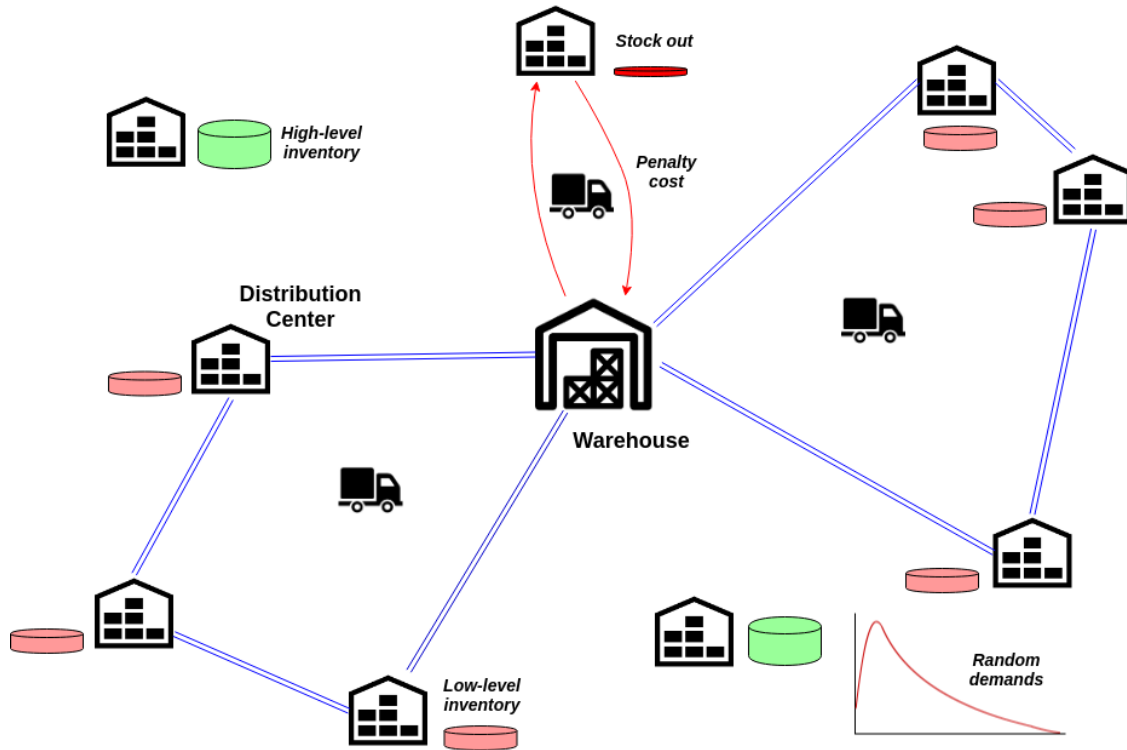 Stock out
High-level
inventory
Penalty
cost
Distribution
Center
Warehouse
Low-level
inventory
Random
demands